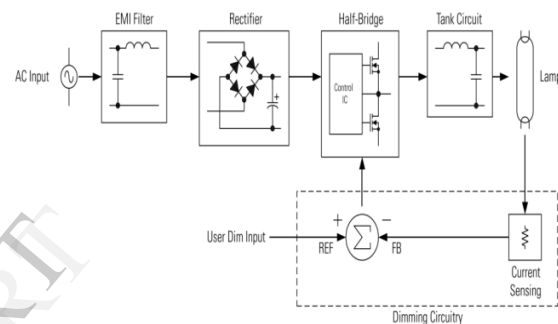 EMI Filter
Rectifier
Half-Bridge
Tank Circuit
AC Input
Control
IC
Lamp
+
User Dim Input
+
−
REF
Σ
FB
Current
Sensing
Dimming Circuitry